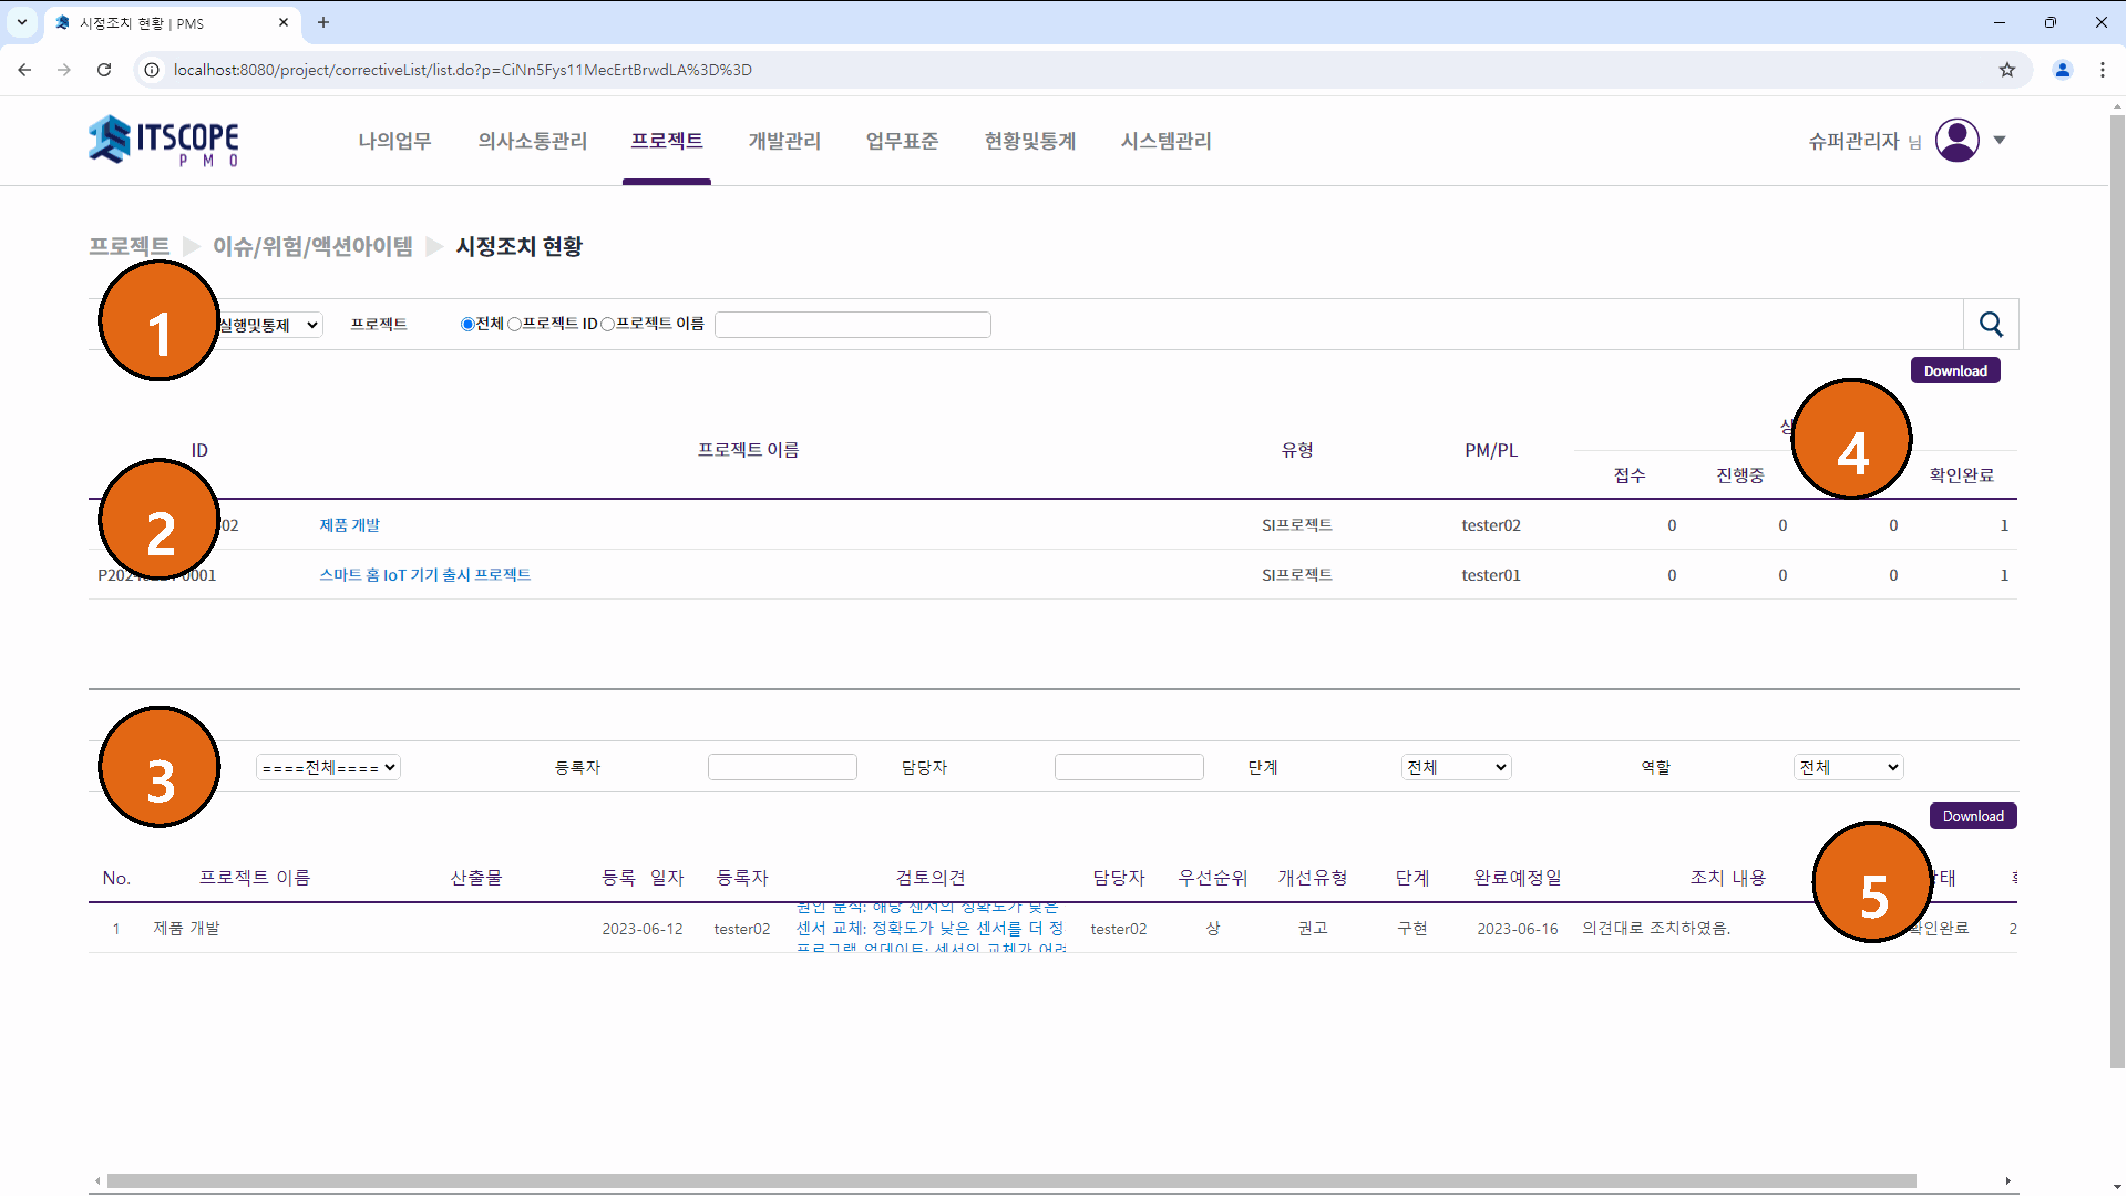 시정조치 현황 | PMS
localhost:8080/project/correctiveList/list.do?p=CiNn5Fys11MecErtBrwdLA%3D%3D
ITSCOPE
PMO
나의업무 의사소통관리 프로젝트 개발관리 업무표준 현황및통계 시스템관리
슈퍼관리자 님
프로젝트 이슈/위험/액션아이템 시정조치 현황
1
실행및통제 프로젝트 전체 프로젝트 ID 프로젝트 이름
Download
4
ID 프로젝트 이름 유형 PM/PL
접수 진행중 확인완료
2
02 제품 개발 SI프로젝트 tester02 0 0 0 1
0001 스마트 홈 IoT 기기 출시 프로젝트 SI프로젝트 tester01 0 0 0 1
3
====전체==== 등록자 담당자 단계 전체 역할 전체
Download
5
No. 프로젝트 이름 산출물 등록 일자 등록자 검토의견 담당자 우선순위 개선유형 단계 완료예정일 조치 내용
원인 분석: 해당 센서의 정확도가 낮은
1 제품 개발 2023-06-12 tester02 센서 교체: 정확도가 낮은 센서를 더 정 tester02 상 권고 구현 2023-06-16 의견대로 조치하였음. 확인완료 2
프로그램 업데이트: 센서의 교체가 어려